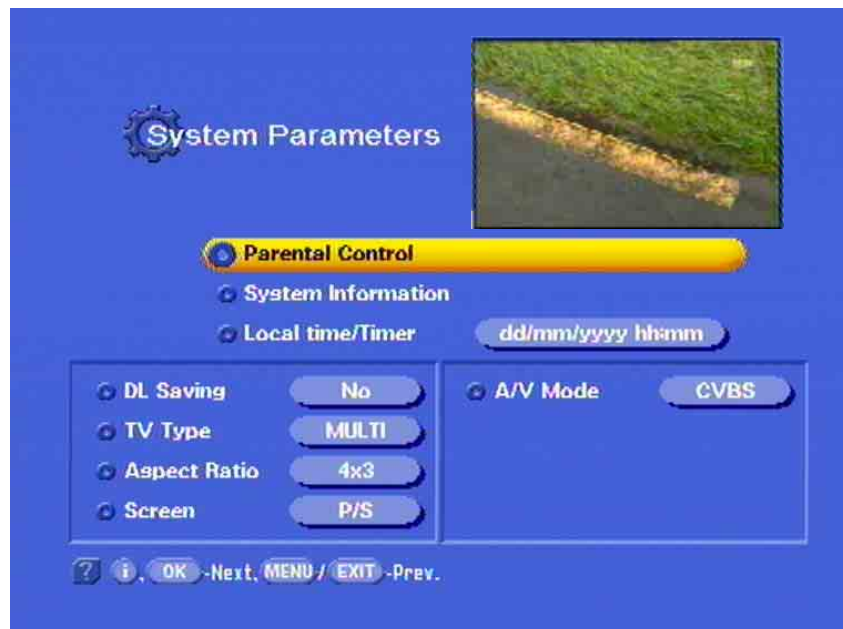 System Parameters
Parental Control
System Information
Local time/Timer dd/mm/yyyy hh:mm
DL Saving No
TV Type MULTI
Aspect Ratio 4x3
Screen P/S
A/V Mode CVBS
? i, OK -Next, MENU / EXIT -Prev.